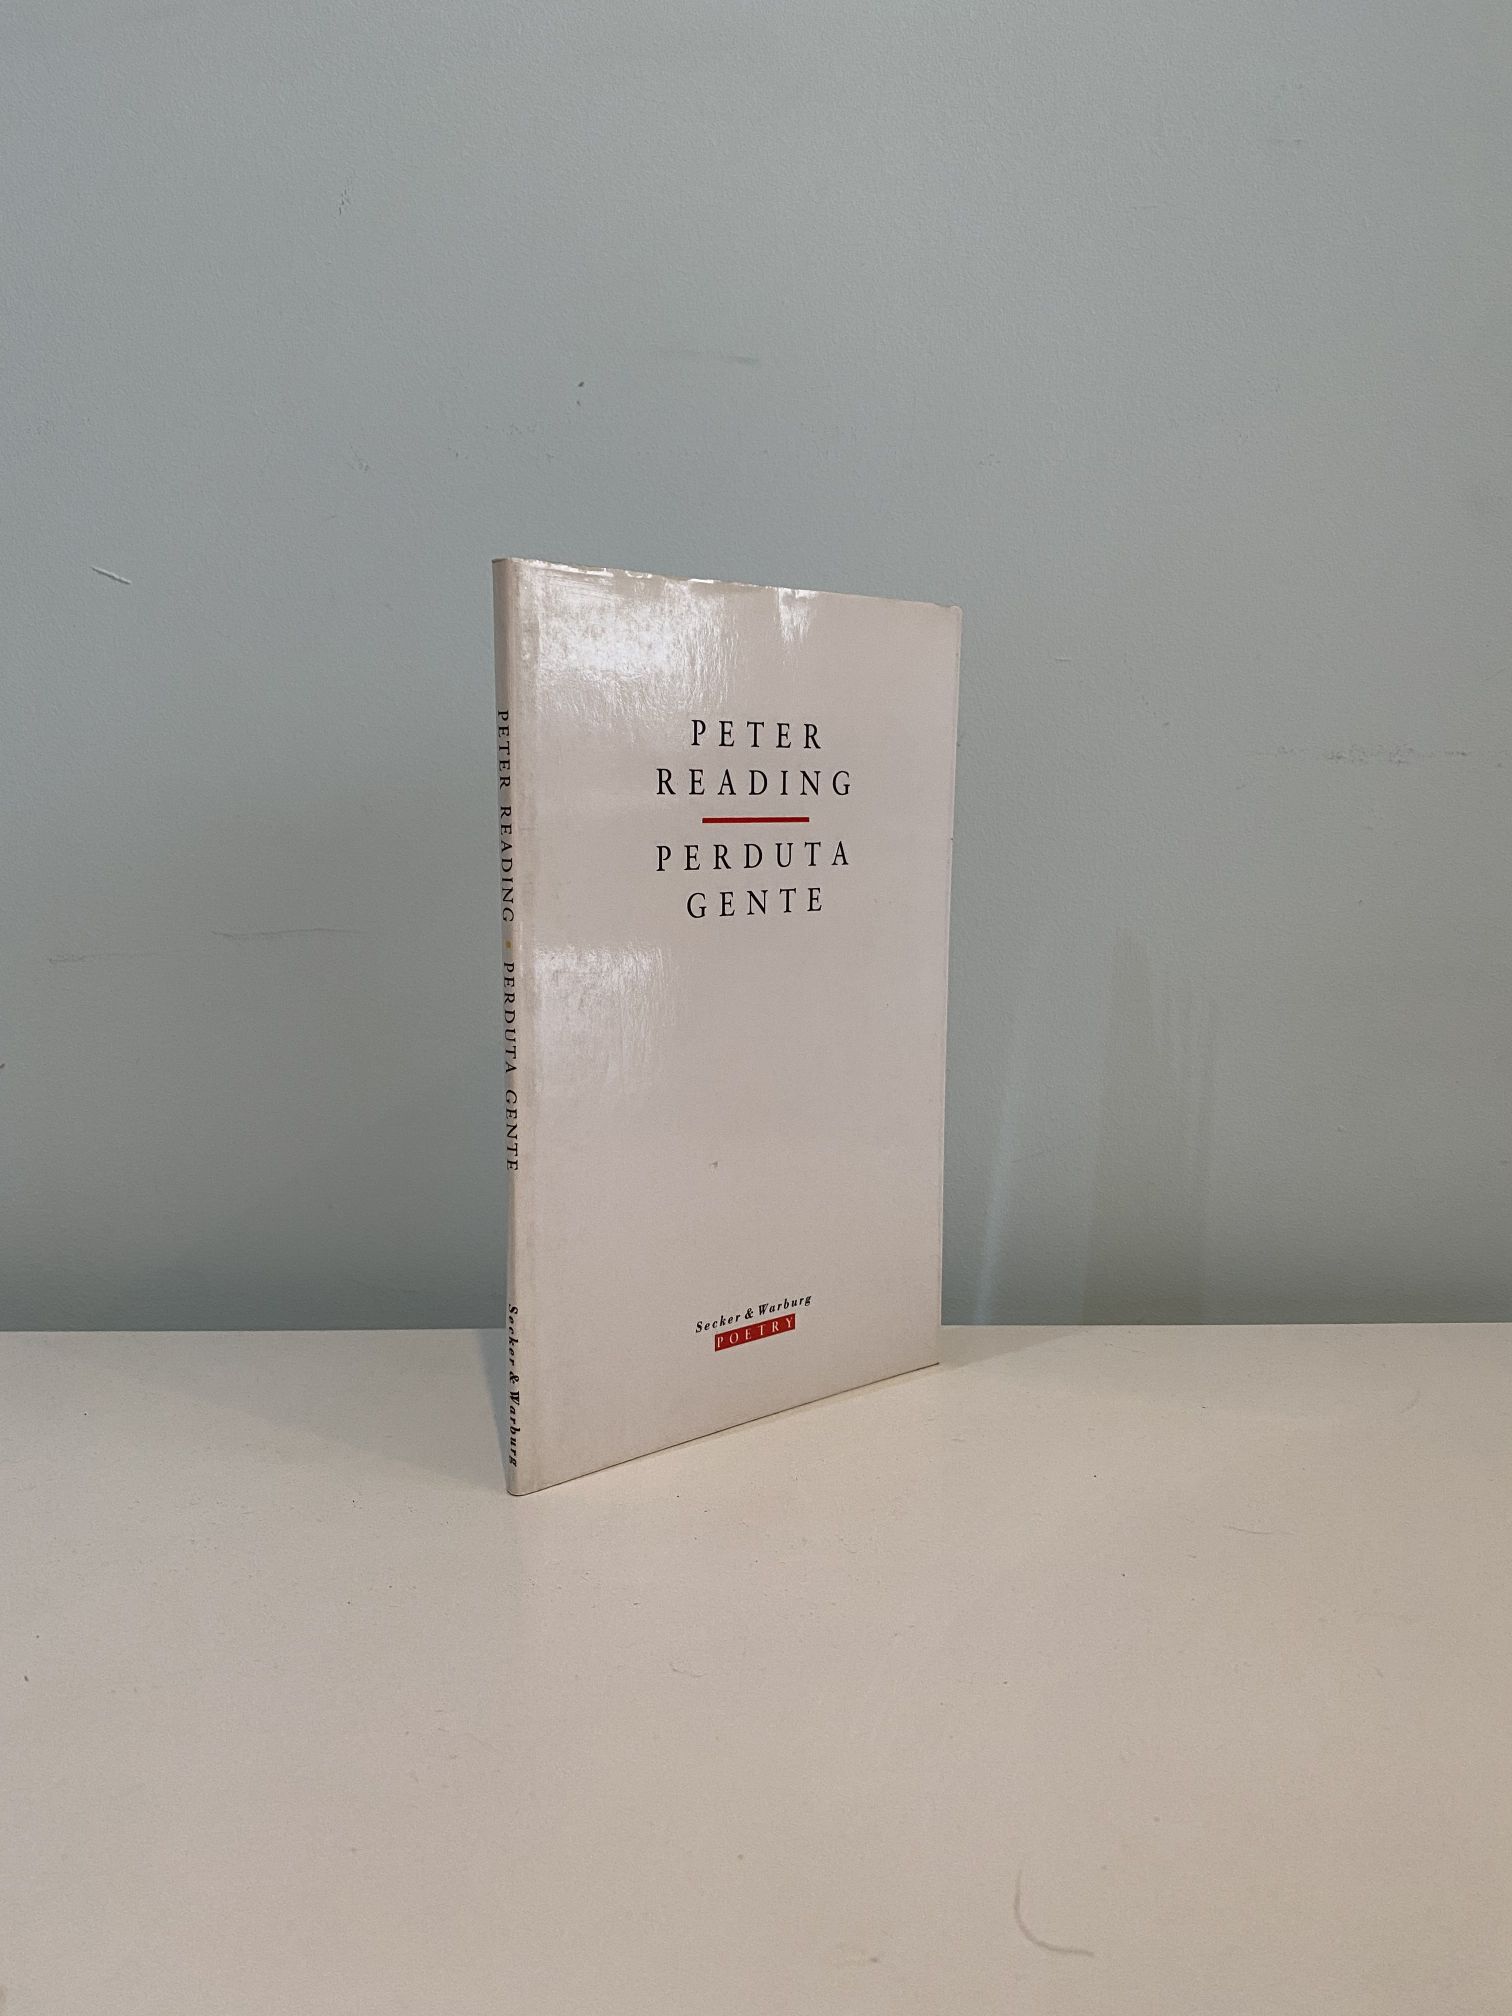 PETER
READING
PERDUTA
GENTE
Secker & Warburg
POETRY
PETER READING • PERDUTA GENTE
Secker & Warburg